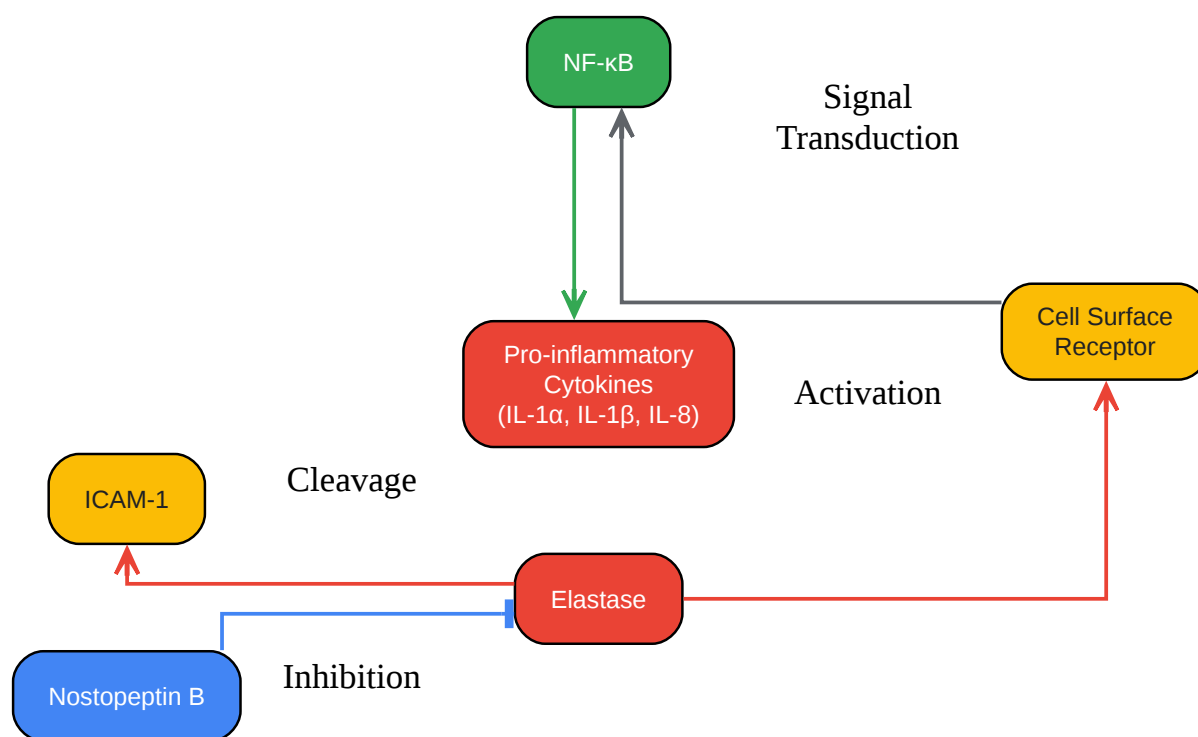 NF-κB
Signal
Transduction
Cell Surface
Receptor
Pro-inflammatory
Cytokines
(IL-1α, IL-1β, IL-8)
Activation
Cleavage
ICAM-1
Elastase
Inhibition
Nostopeptin B